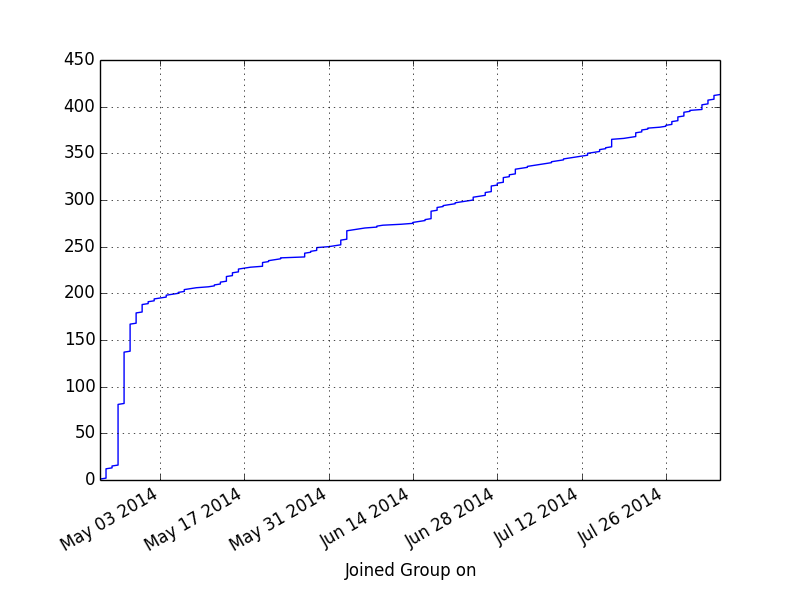 450
400
350
300
250
200
150
100
50
0
May 03 2014
May 17 2014
May 31 2014
Jun 14 2014
Jun 28 2014
Jul 12 2014
Jul 26 2014
Joined Group on